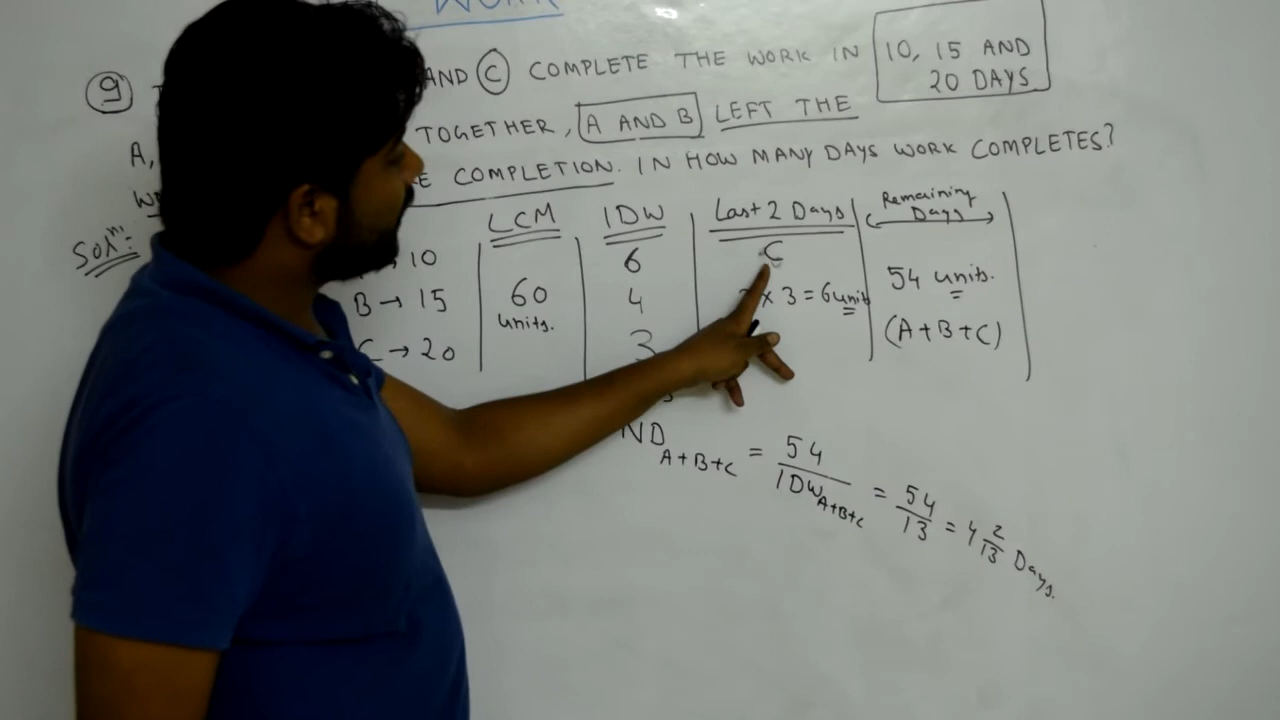 WORK
9 AND C COMPLETE THE WORK IN 10, 15 AND
20 DAYS
A, TOGETHER, A AND B LEFT THE
COMPLETION. IN HOW MANY DAYS WORK COMPLETES?
Solⁿ:
LCM 1DW Last 2 Days Remaining
Days
→ 10 6 C
B → 15 60 4 × 3 = 6 units 54 units.
units.
C → 20 3 (A+B+C)
ND A+B+C = 54/1DW A+B+C = 54/13 = 4 2/13 Days.